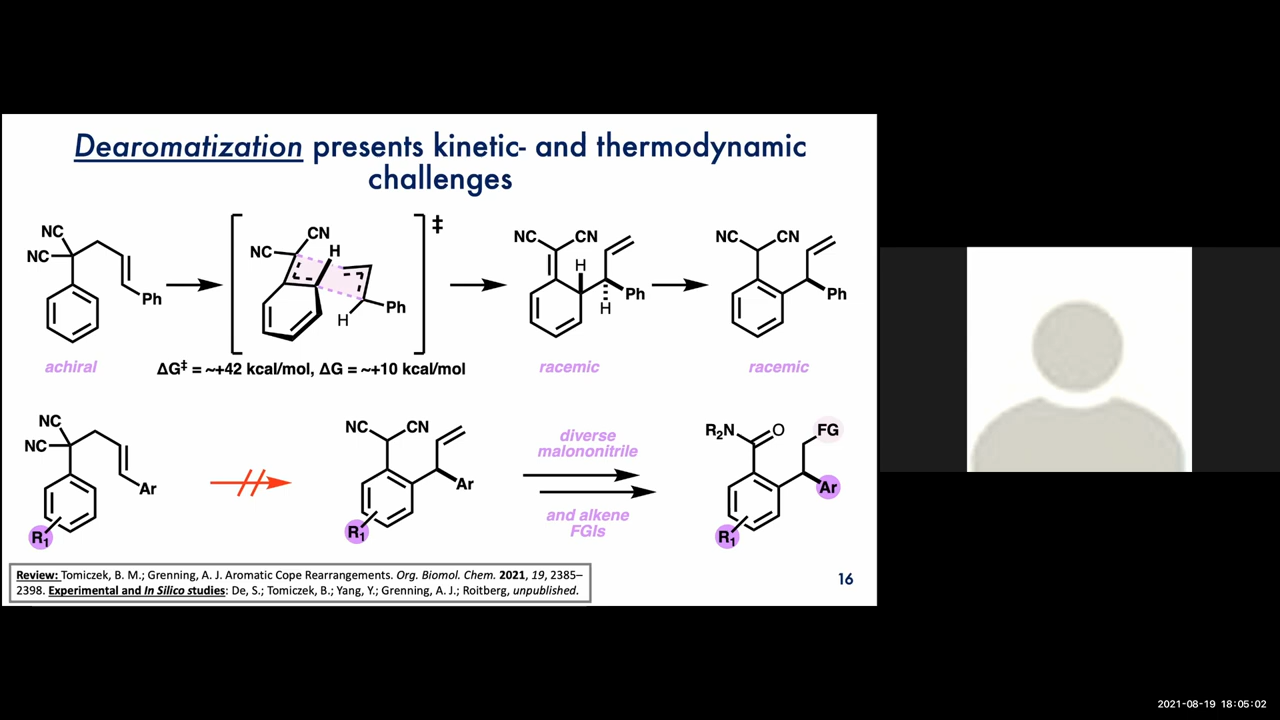 Dearomatization presents kinetic- and thermodynamic
challenges
NC
NC
Ph
achiral
CN
NC
H
H
Ph
‡
ΔG‡ = ~+42 kcal/mol, ΔG = ~+10 kcal/mol
NC
CN
H
Ph
H
racemic
NC
CN
Ph
racemic
NC
NC
Ar
R1
NC
CN
Ar
R1
diverse
malononitrile
and alkene
FGIs
R2N
O
FG
Ar
R1
Review: Tomiczek, B. M.; Grenning, A. J. Aromatic Cope Rearrangements. Org. Biomol. Chem. 2021, 19, 2385–
2398. Experimental and In Silico studies: De, S.; Tomiczek, B.; Yang, Y.; Grenning, A. J.; Roitberg, unpublished.
16
2021-08-19 18:05:02